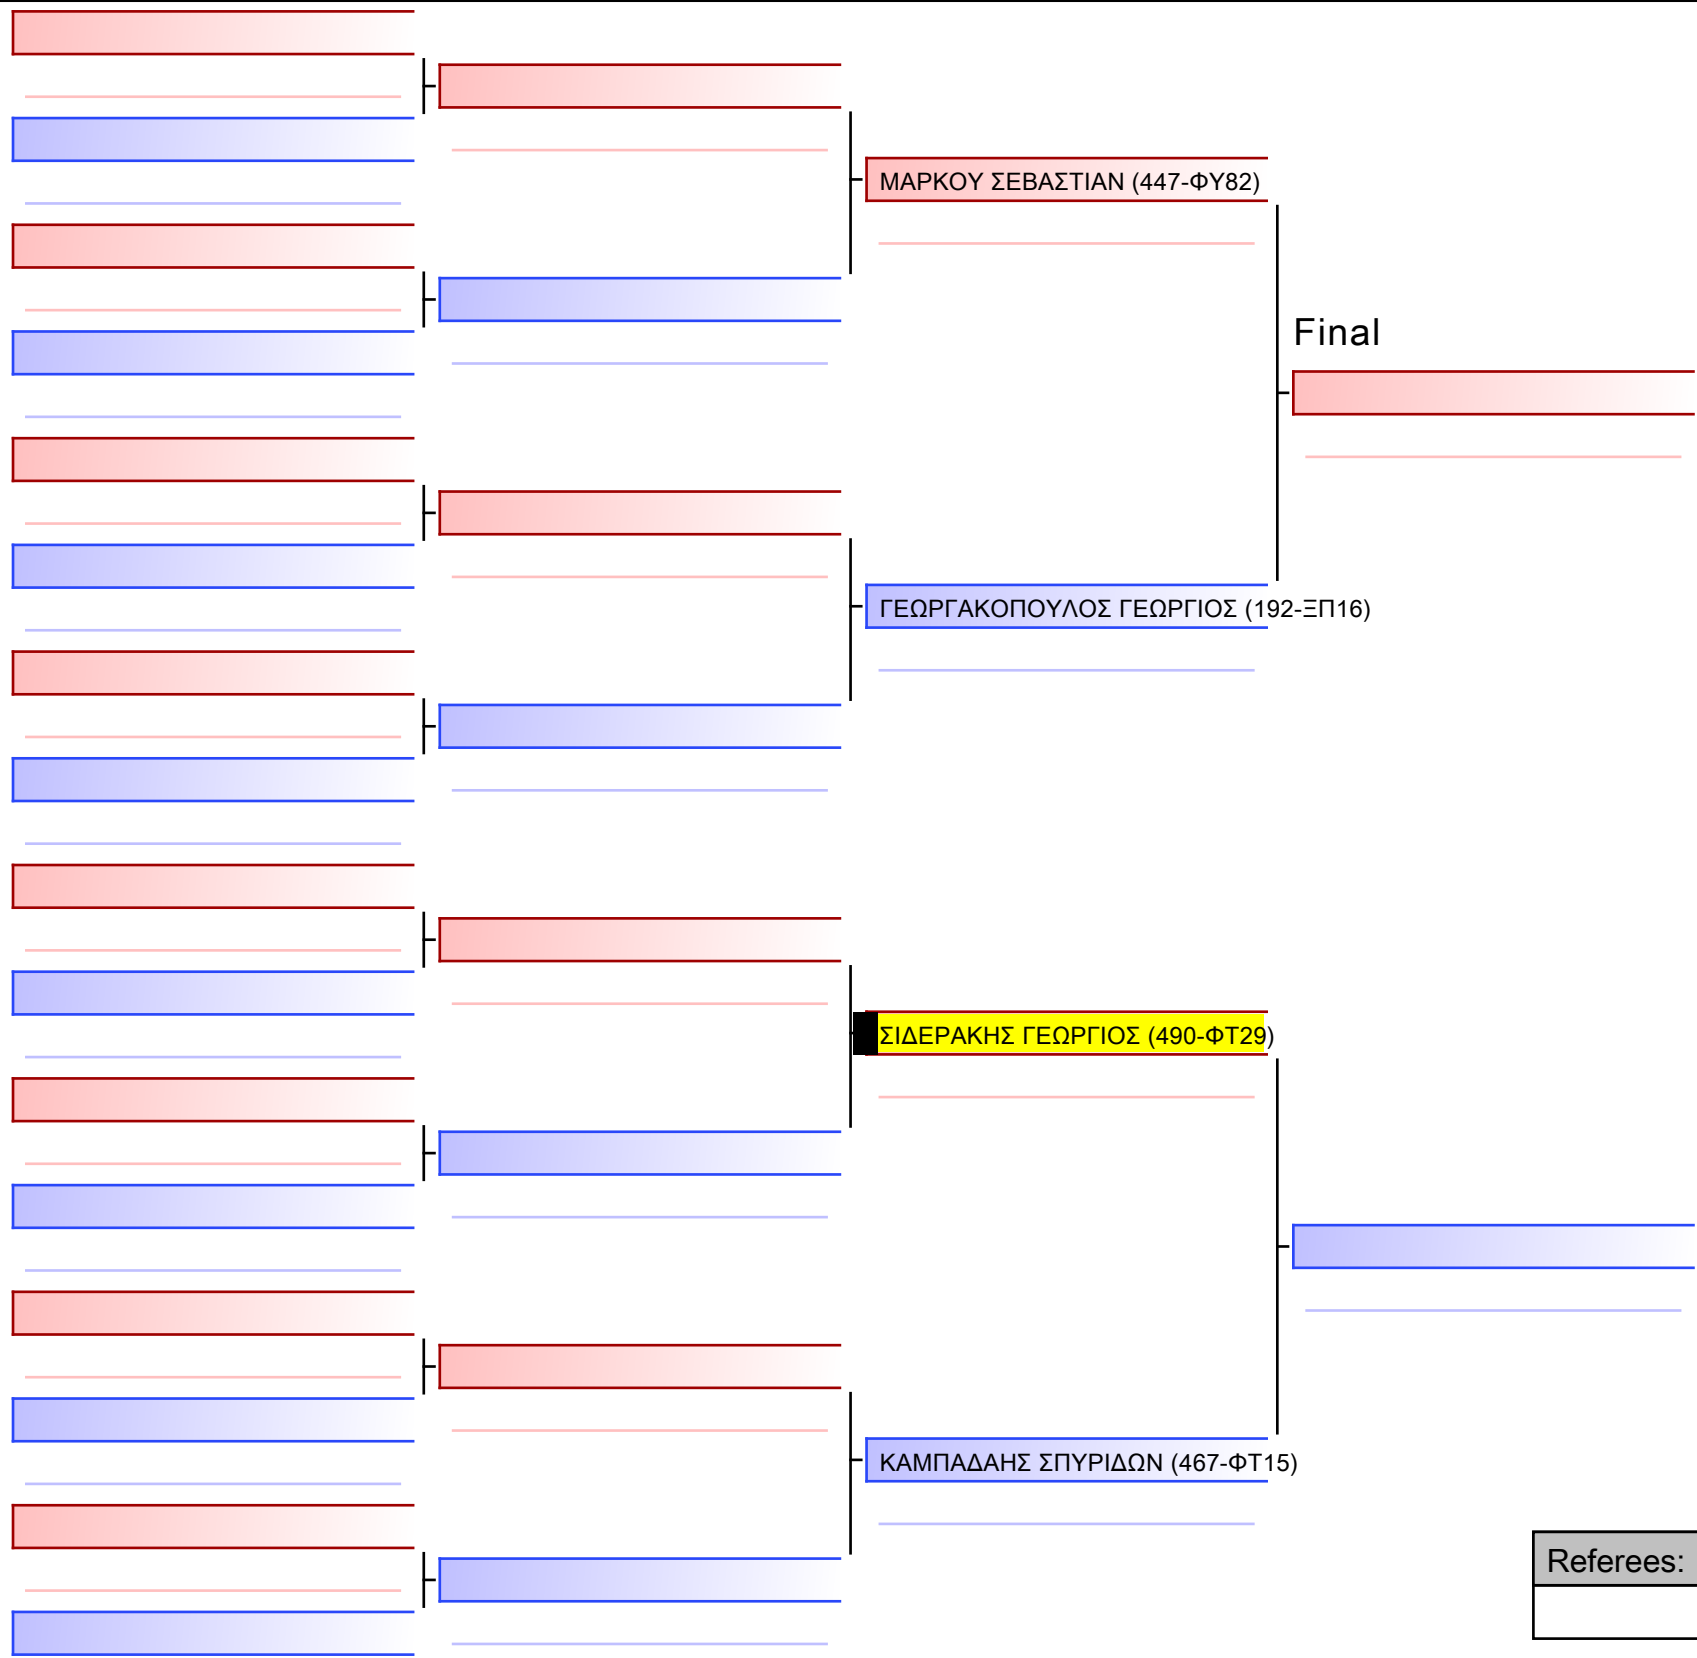 ΜΑΡΚΟΥ ΣΕΒΑΣΤΙΑΝ (447-ΦΥ82)
Final
ΓΕΩΡΓΑΚΟΠΟΥΛΟΣ ΓΕΩΡΓΙΟΣ (192-ΞΠ16)
ΣΙΔΕΡΑΚΗΣ ΓΕΩΡΓΙΟΣ (490-ΦΤ29)
ΚΑΜΠΑΔΑΗΣ ΣΠΥΡΙΔΩΝ (467-ΦΤ15)
Referees: